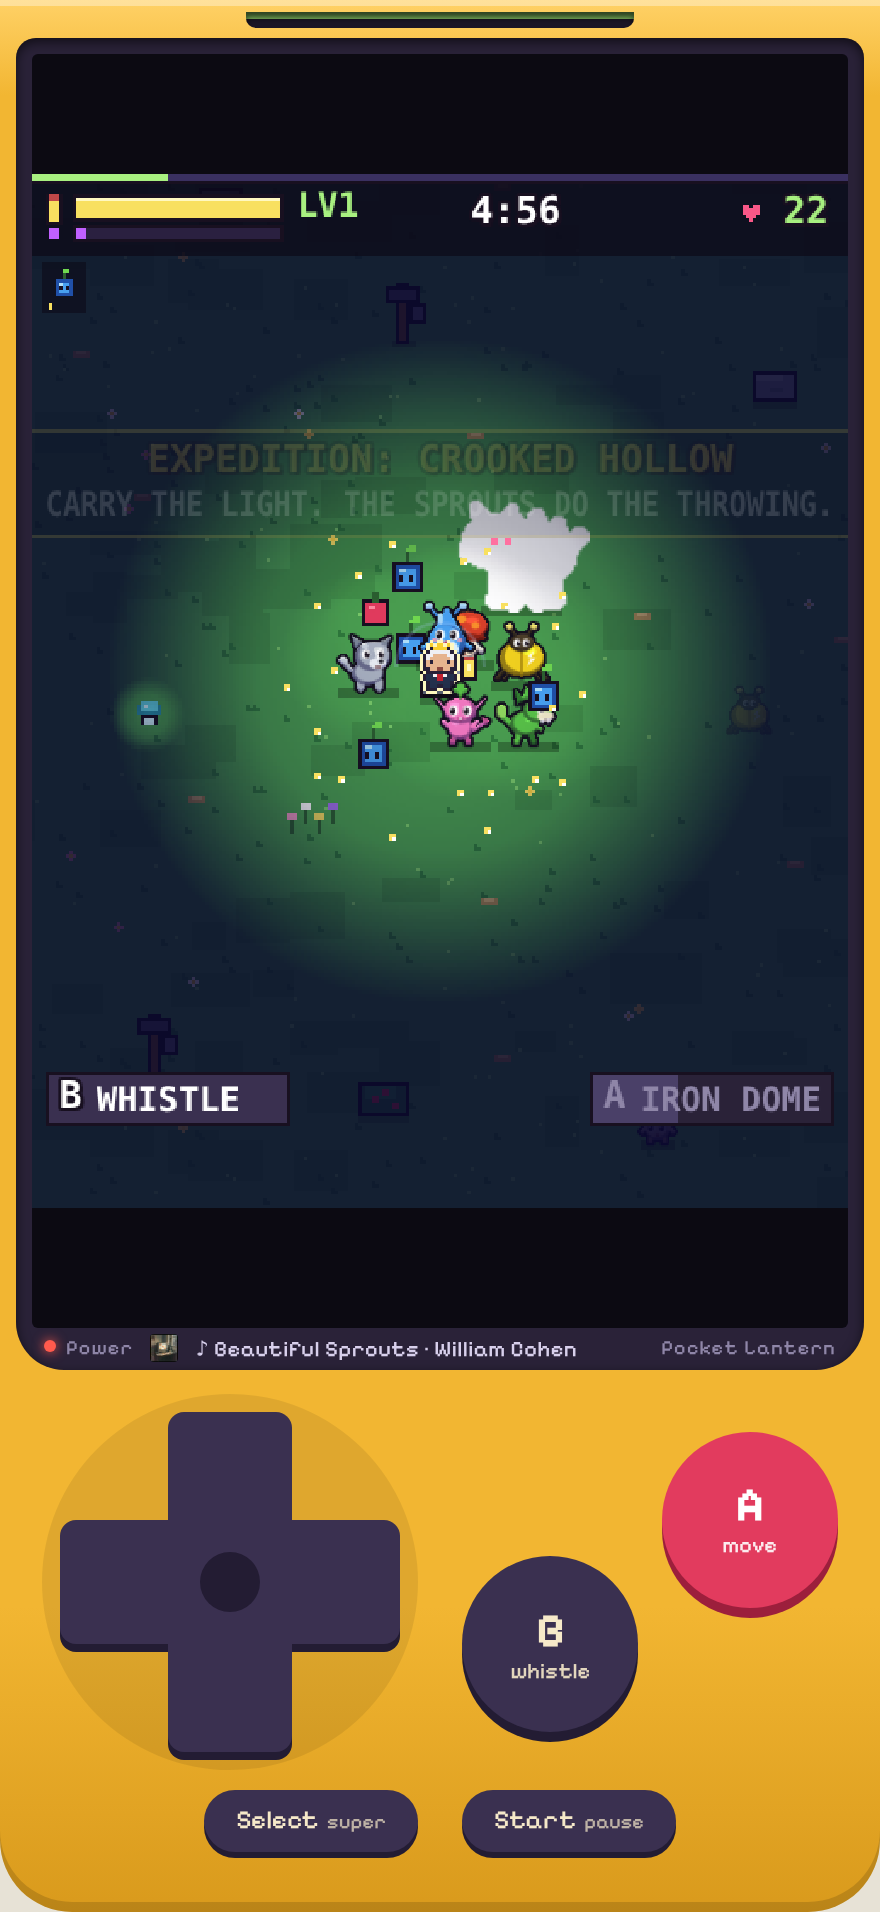 LV1 4:56 22
EXPEDITION: CROOKED HOLLOW
CARRY THE LIGHT. THE SPROUTS DO THE THROWING.
B WHISTLE
A IRON DOME
Power ♪ Beautiful Sprouts · William Cohen Pocket Lantern
A
move
B
whistle
Select super
Start pause